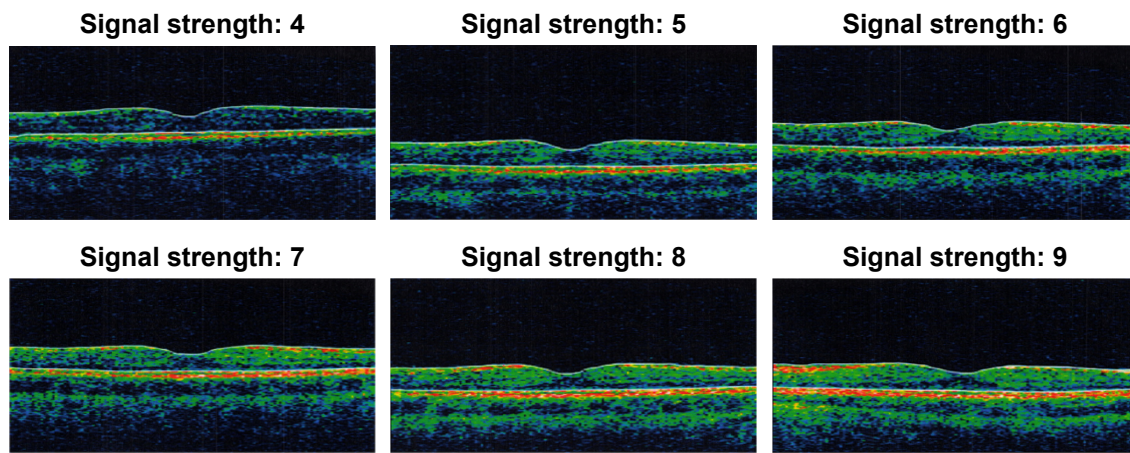 Signal strength: 4
Signal strength: 5
Signal strength: 6
Signal strength: 7
Signal strength: 8
Signal strength: 9